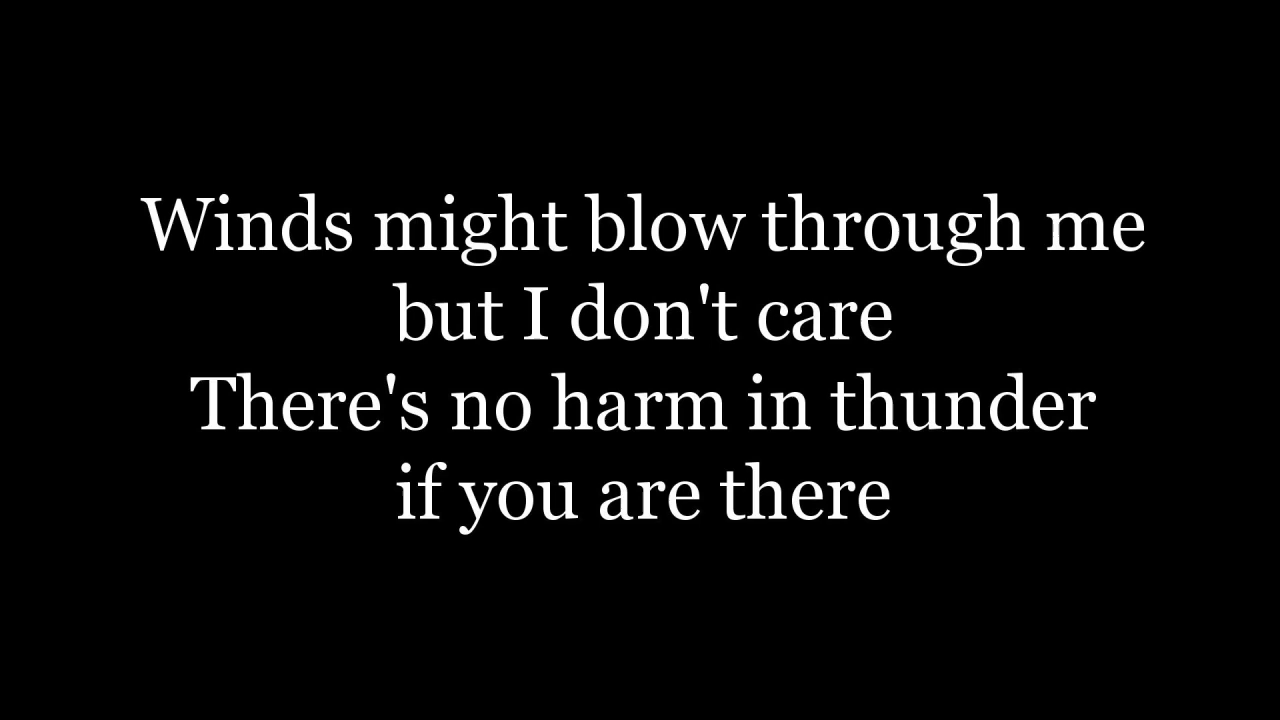 Winds might blow through me
but I don't care
There's no harm in thunder
if you are there